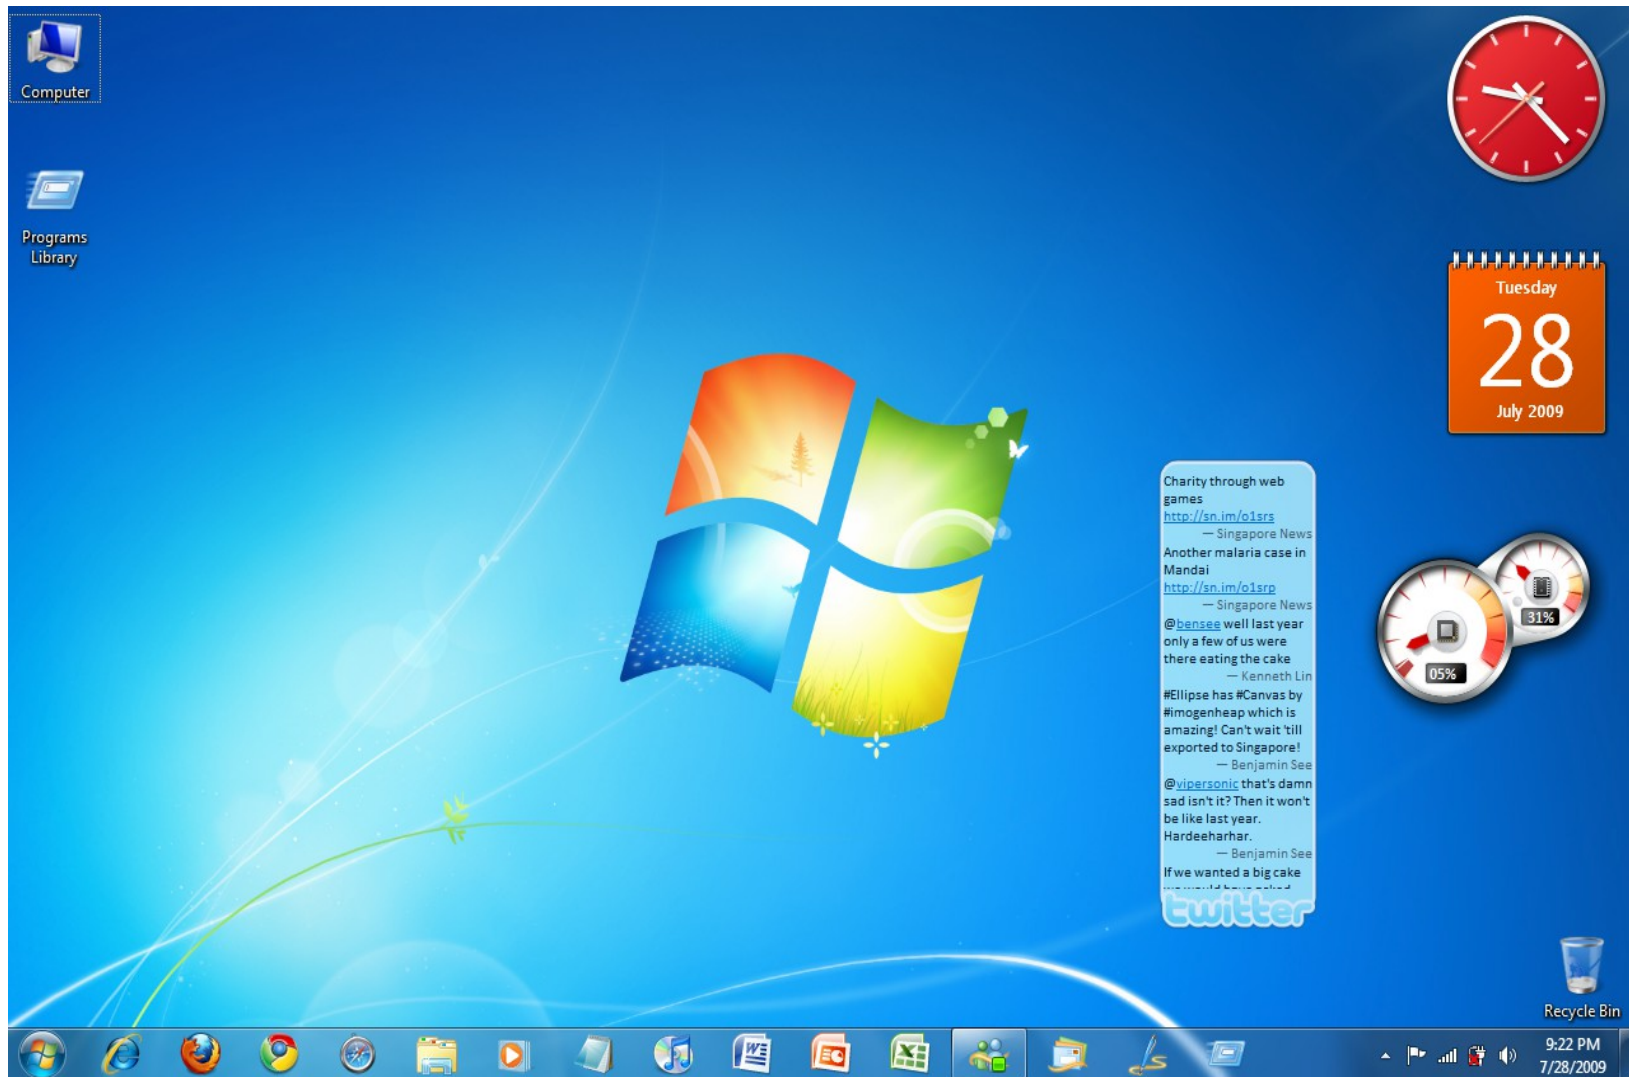 Computer
Programs
Library
Tuesday
28
July 2009
Charity through web
games
http://sn.im/o1srs
— Singapore News
Another malaria case in
Mandai
http://sn.im/o1srp
— Singapore News
@bensee well last year
only a few of us were
there eating the cake
— Kenneth Lin
#Ellipse has #Canvas by
#imogenheap which is
amazing! Can't wait 'till
exported to Singapore!
— Benjamin See
@vipersonic that's damn
sad isn't it? Then it won't
be like last year.
Hardeeharhar.
— Benjamin See
If we wanted a big cake
we would have asked
twitter
31%
05%
Recycle Bin
9:22 PM
7/28/2009